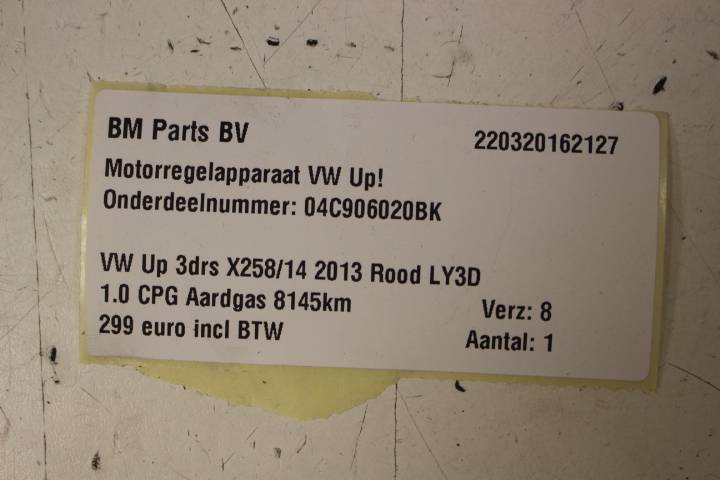 BM Parts BV 220320162127
Motorregelapparaat VW Up!
Onderdeelnummer: 04C906020BK
VW Up 3drs X258/14 2013 Rood LY3D
1.0 CPG Aardgas 8145km Verz: 8
299 euro incl BTW Aantal: 1